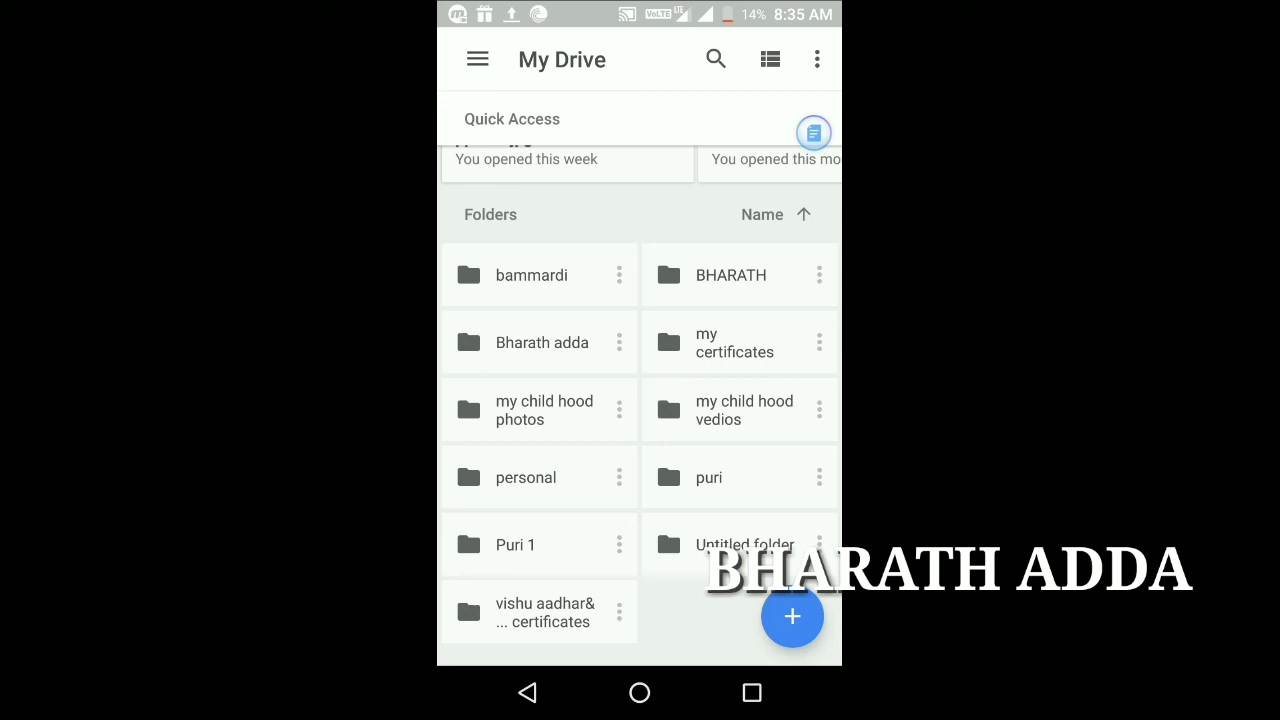 VoLTE LTE 14% 8:35 AM
My Drive
Quick Access
You opened this week
You opened this mo
Folders
Name
bammardi
BHARATH
Bharath adda
my
certificates
my child hood
photos
my child hood
vedios
personal
puri
Puri 1
Untitled folder
vishu aadhar&
... certificates
BHARATH ADDA